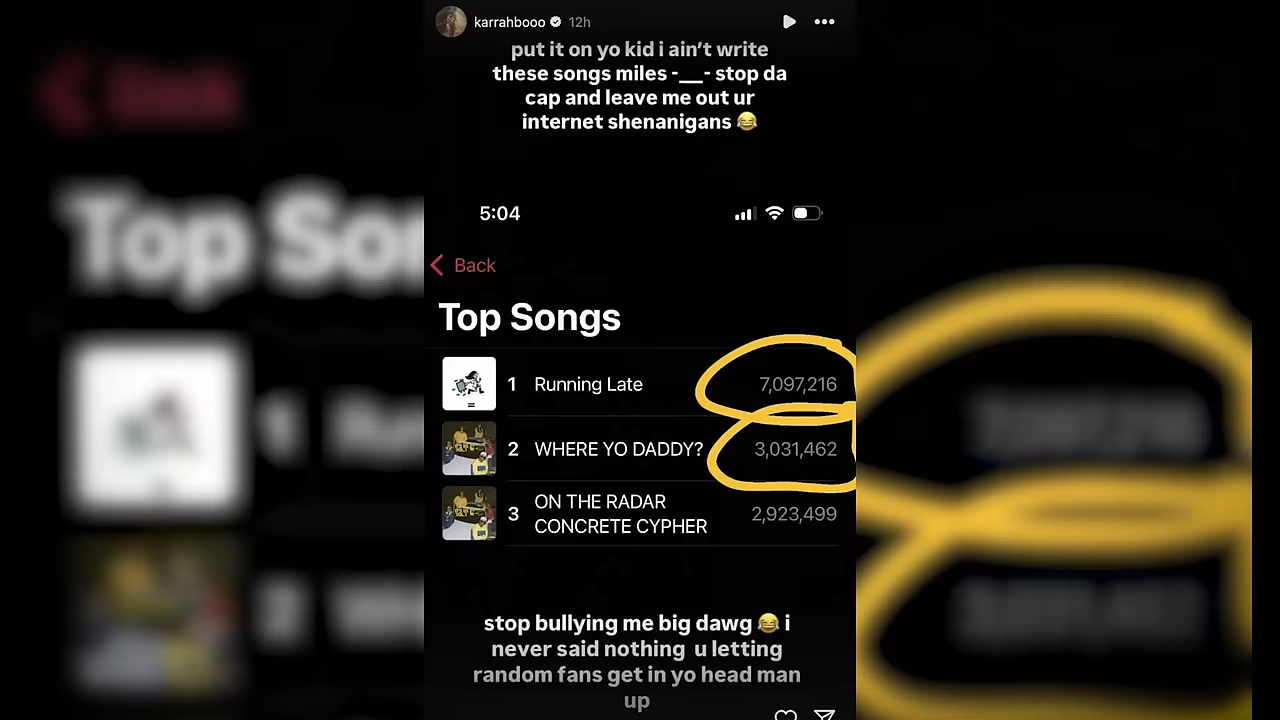 karrahbooo 12h
put it on yo kid i ain’t write
these songs miles -__- stop da
cap and leave me out ur
internet shenanigans 😂
5:04
Back
Top Songs
1 Running Late 7,097,216
2 WHERE YO DADDY? 3,031,462
3 ON THE RADAR
CONCRETE CYPHER 2,923,499
stop bullying me big dawg 😂 i
never said nothing u letting
random fans get in yo head man
up